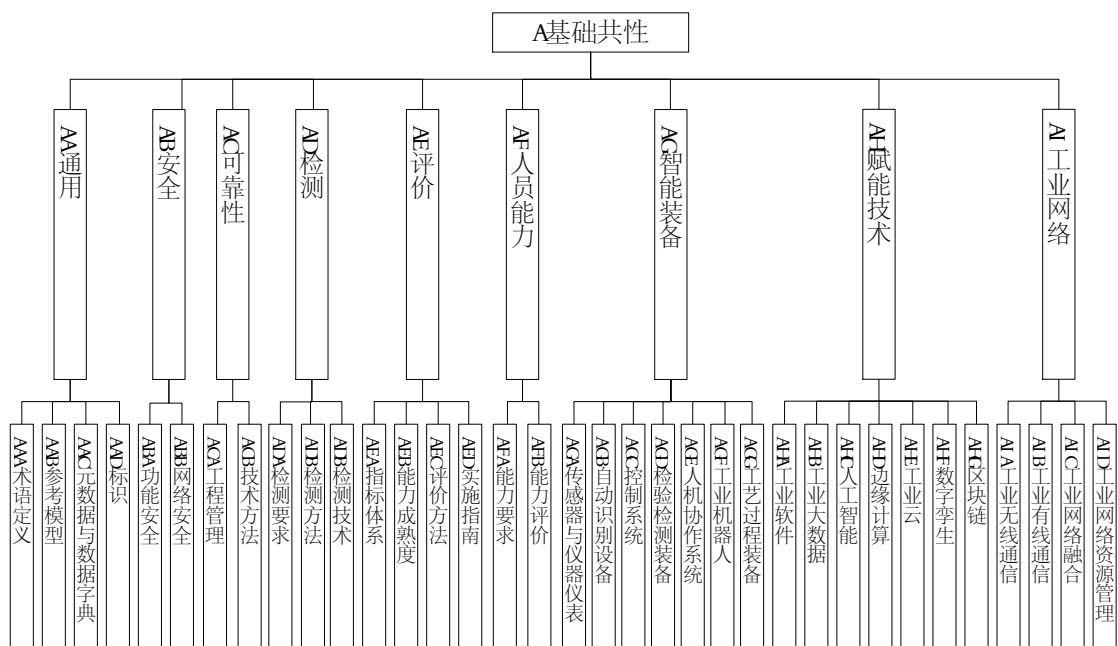 A基础共性
AA通用
AB安全
AC可靠性
AD检测
AE评价
AF人员能力
AG智能装备
AH赋能技术
AI工业网络
AAA术语定义
AAB参考模型
AAC元数据与数据字典
AAD标识
ABA功能安全
ABB网络安全
ACA工程管理
ACB技术方法
ADA检测要求
ADB检测方法
ADB检测技术
AEA指标体系
AEB能力成熟度
AEC评价方法
AED实施指南
AFA能力要求
AFB能力评价
AGA传感器与仪器仪表
AGB自动识别设备
AGC控制系统
AGD检验检测装备
AGE人机协作系统
AGF工业机器人
AGG工艺过程装备
AHA工业软件
AHB工业大数据
AHC人工智能
AHD边缘计算
AHE工业云
AHF数字孪生
AHG区块链
AIA工业无线通信
AIB工业有线通信
AIC工业网络融合
AID工业网络资源管理